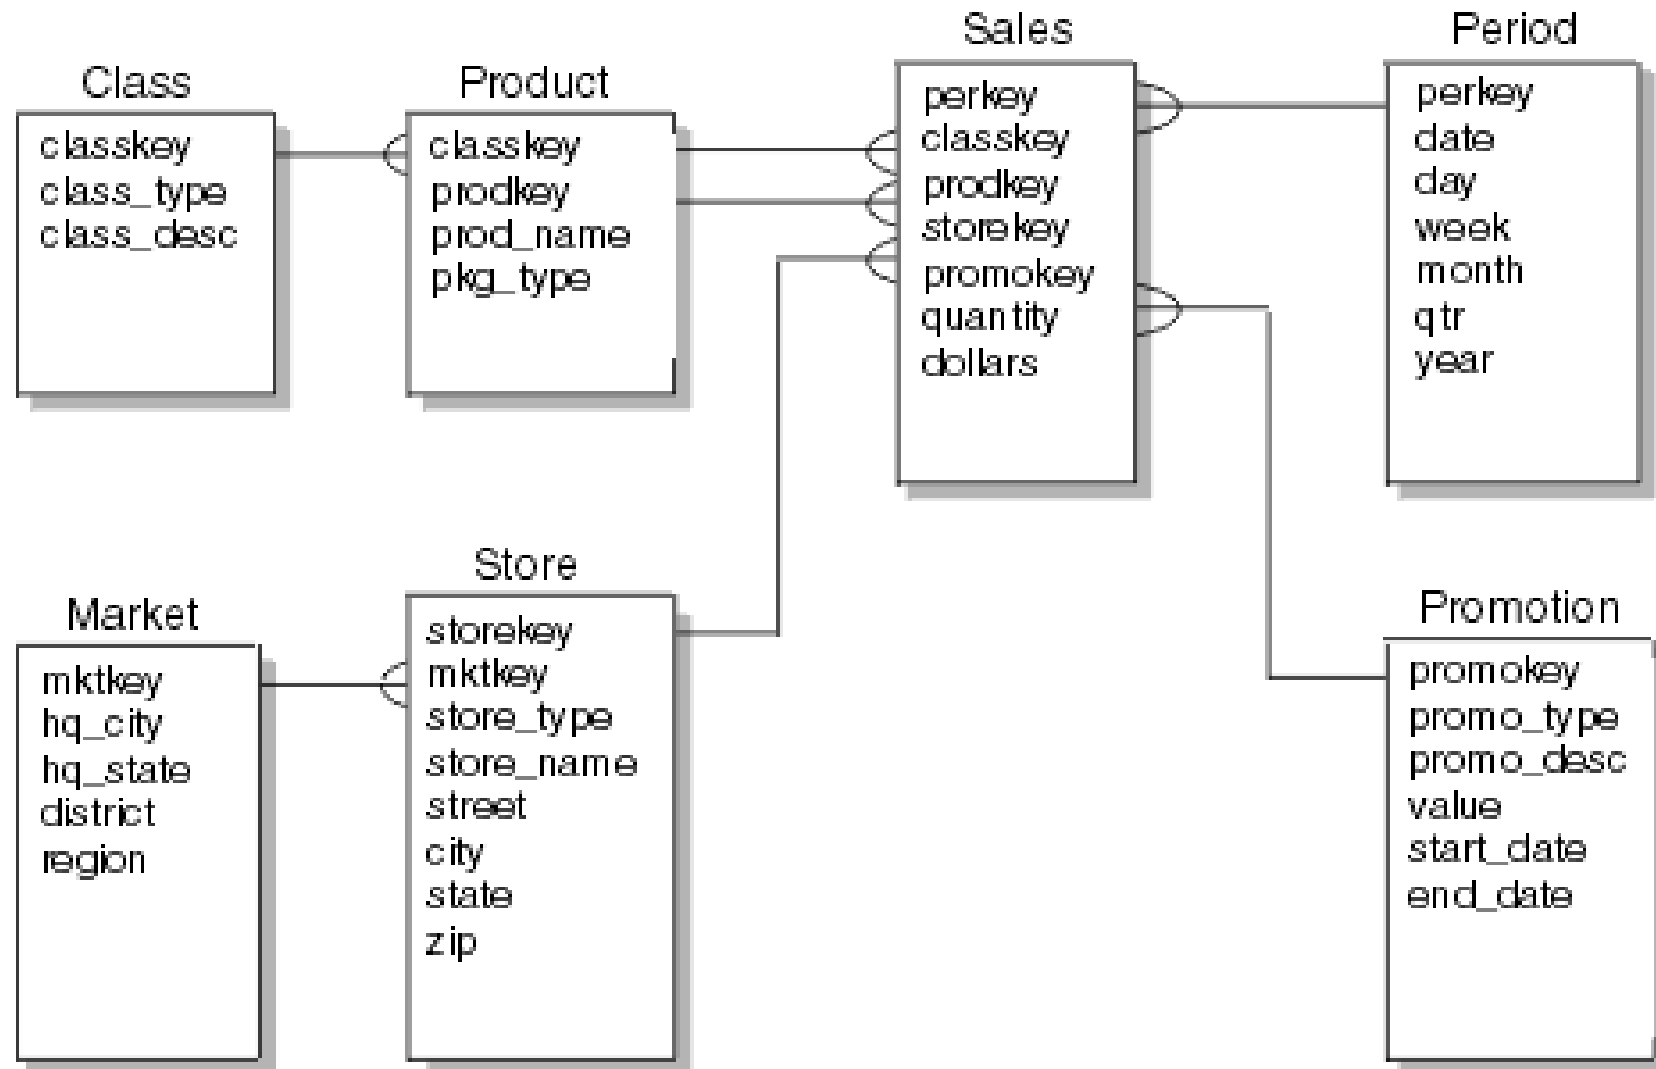 Class
classkey
class_type
class_desc
Product
classkey
prodkey
prod_name
pkg_type
Sales
perkey
classkey
prodkey
storekey
promokey
quantity
dollars
Period
perkey
date
day
week
month
qtr
year
Market
mktkey
hq_city
hq_state
district
region
Store
storekey
mktkey
store_type
store_name
street
city
state
zip
Promotion
promokey
promo_type
promo_desc
value
start_date
end_date